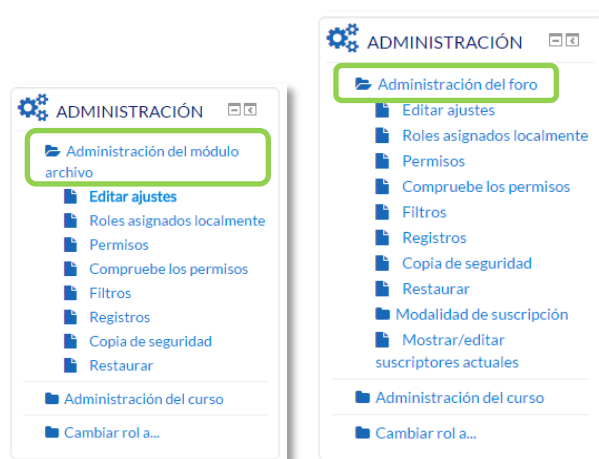 ADMINISTRACIÓN
Administración del módulo
archivo
Editar ajustes
Roles asignados localmente
Permisos
Compruebe los permisos
Filtros
Registros
Copia de seguridad
Restaurar
Administración del curso
Cambiar rol a...
ADMINISTRACIÓN
Administración del foro
Editar ajustes
Roles asignados localmente
Permisos
Compruebe los permisos
Filtros
Registros
Copia de seguridad
Restaurar
Modalidad de suscripción
Mostrar/editar
suscriptores actuales
Administración del curso
Cambiar rol a...